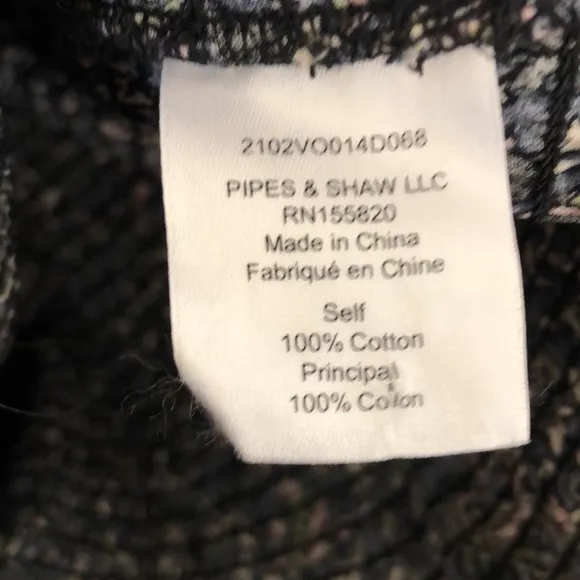 2102VO014D068
PIPES & SHAW LLC
RN155820
Made in China
Fabriqué en Chine
Self
100% Cotton
Principal
100% Coton